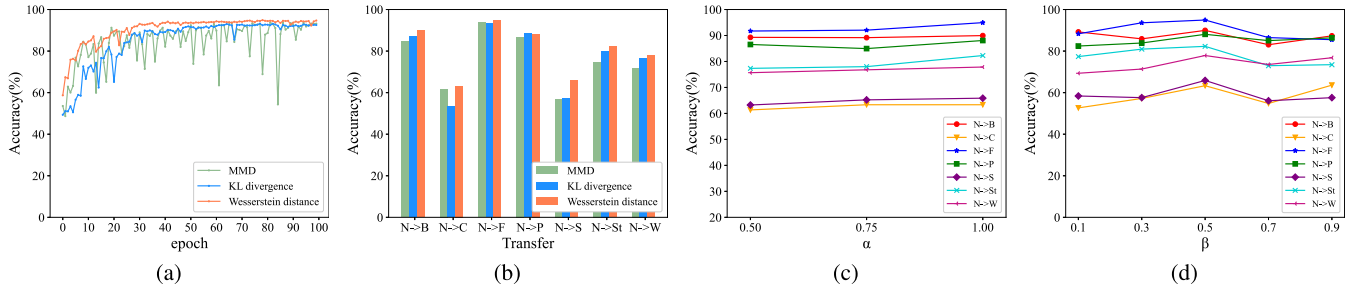 Accuracy(%)
100
80
60
40
20
0
MMD
KL divergence
Wesserstein distance
0 10 20 30 40 50 60 70 80 90 100
epoch
(a)
Accuracy(%)
100
80
60
40
20
0
MMD
KL divergence
Wesserstein distance
N->B N->C N->F N->P N->S N->St N->W
Transfer
(b)
Accuracy(%)
100
90
80
70
60
50
40
30
20
N->B
N->C
N->F
N->P
N->S
N->St
N->W
0.50 0.75 1.00
α
(c)
Accuracy(%)
100
80
60
40
20
0
N->B
N->C
N->F
N->P
N->S
N->St
N->W
0.1 0.3 0.5 0.7 0.9
β
(d)